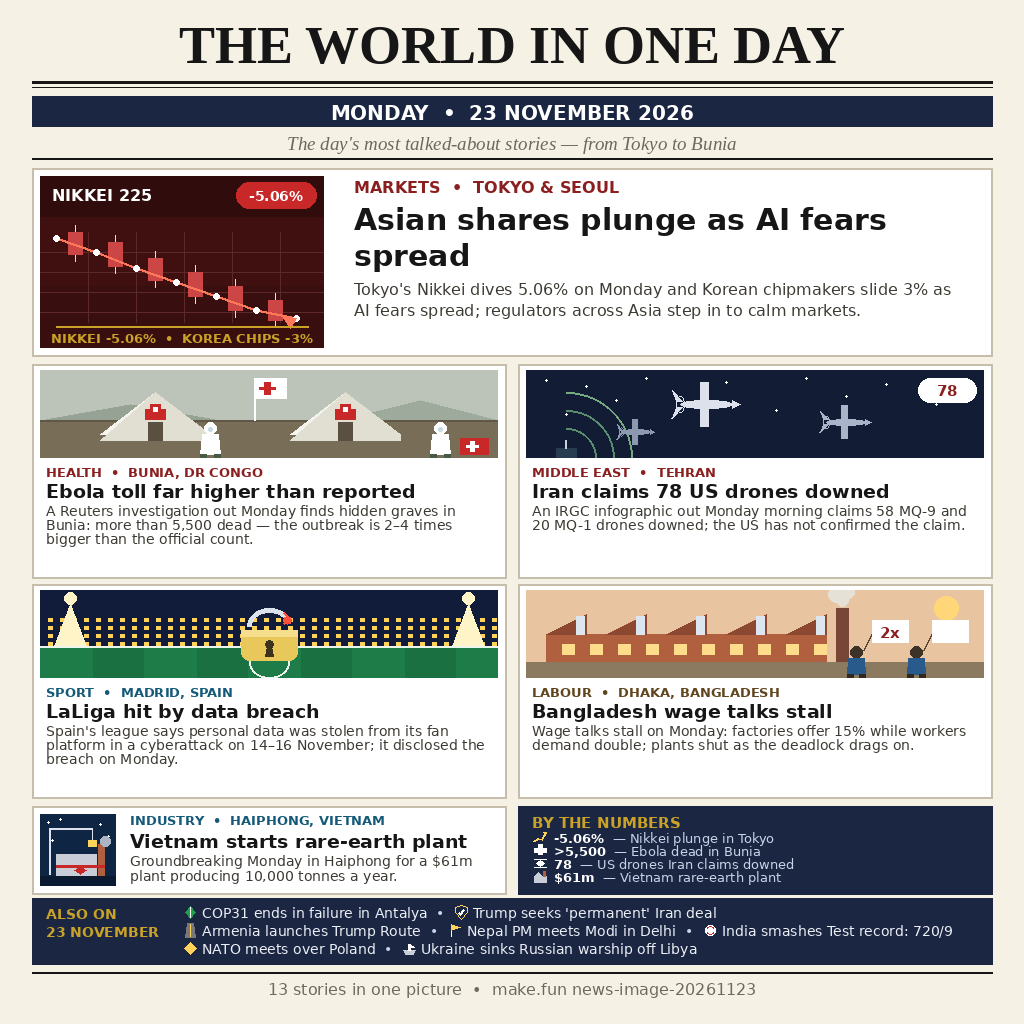 THE WORLD IN ONE DAY
MONDAY • 23 NOVEMBER 2026
The day's most talked-about stories — from Tokyo to Bunia
NIKKEI 225
-5.06%
NIKKEI -5.06% • KOREA CHIPS -3%
MARKETS • TOKYO & SEOUL
Asian shares plunge as AI fears
spread
Tokyo's Nikkei dives 5.06% on Monday and Korean chipmakers slide 3% as
AI fears spread; regulators across Asia step in to calm markets.
HEALTH • BUNIA, DR CONGO
Ebola toll far higher than reported
A Reuters investigation out Monday finds hidden graves in
Bunia: more than 5,500 dead — the outbreak is 2–4 times
bigger than the official count.
78
MIDDLE EAST • TEHRAN
Iran claims 78 US drones downed
An IRGC infographic out Monday morning claims 58 MQ-9 and
20 MQ-1 drones downed; the US has not confirmed the claim.
SPORT • MADRID, SPAIN
LaLiga hit by data breach
Spain's league says personal data was stolen from its fan
platform in a cyberattack on 14–16 November; it disclosed the
breach on Monday.
2x
LABOUR • DHAKA, BANGLADESH
Bangladesh wage talks stall
Wage talks stall on Monday: factories offer 15% while workers
demand double; plants shut as the deadlock drags on.
INDUSTRY • HAIPHONG, VIETNAM
Vietnam starts rare-earth plant
Groundbreaking Monday in Haiphong for a $61m
plant producing 10,000 tonnes a year.
BY THE NUMBERS
-5.06% — Nikkei plunge in Tokyo
>5,500 — Ebola dead in Bunia
78 — US drones Iran claims downed
$61m — Vietnam rare-earth plant
ALSO ON
23 NOVEMBER
COP31 ends in failure in Antalya • Trump seeks 'permanent' Iran deal
Armenia launches Trump Route • Nepal PM meets Modi in Delhi • India smashes Test record: 720/9
NATO meets over Poland • Ukraine sinks Russian warship off Libya
13 stories in one picture • make.fun news-image-20261123